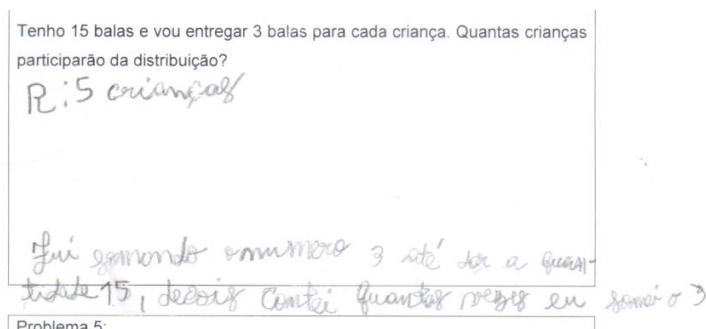 Tenho 15 balas e vou entregar 3 balas para cada criança. Quantas crianças
participarão da distribuição?
R: 5 crianças
Fui somando o numero 3 até dar a quan-
tidade 15, depois contei quantas vezes eu somei o 3
Problema 5: